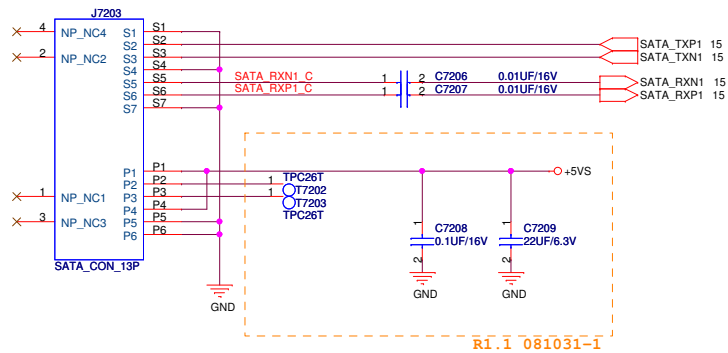 J7203
4 NP_NC4 S1 S1
S2 S2 SATA_TXP1 15
2 NP_NC2 S3 S3 SATA_TXN1 15
S4 S4
S5 S5 SATA_RXN1_C 1 2 C7206 0.01UF/16V SATA_RXN1 15
S6 S6 SATA_RXP1_C 1 2 C7207 0.01UF/16V SATA_RXP1 15
S7 S7
P1 P1 +5VS
P2 P2 1 TPC26T
1 NP_NC1 P3 P3 1 T7202
P4 P4 T7203
3 NP_NC3 P5 P5 TPC26T
P6 P6
1 C7208 1 C7209
0.1UF/16V 22UF/6.3V
2 2
SATA_CON_13P
GND GND GND
R1.1 081031-1